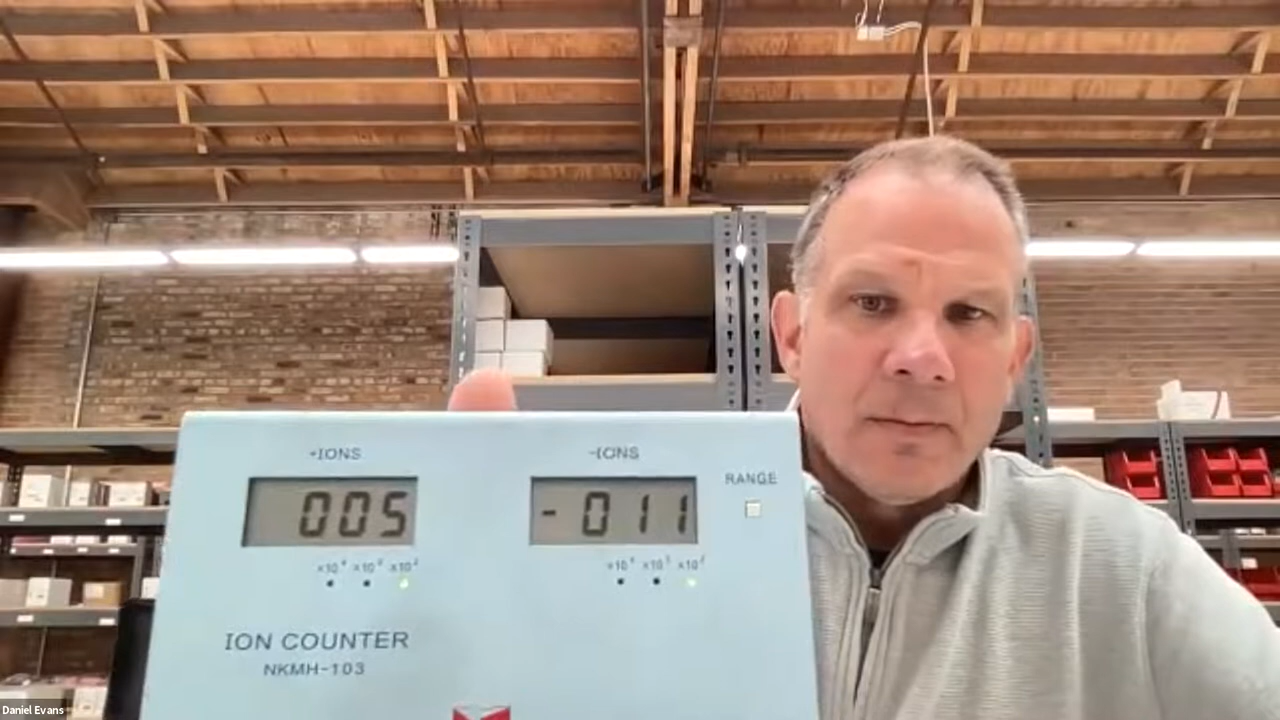 +IONS
-IONS
RANGE
005
- 011
×10⁴ ×10³ ×10²
×10⁴ ×10³ ×10²
ION COUNTER
NKMH-103
Daniel Evans